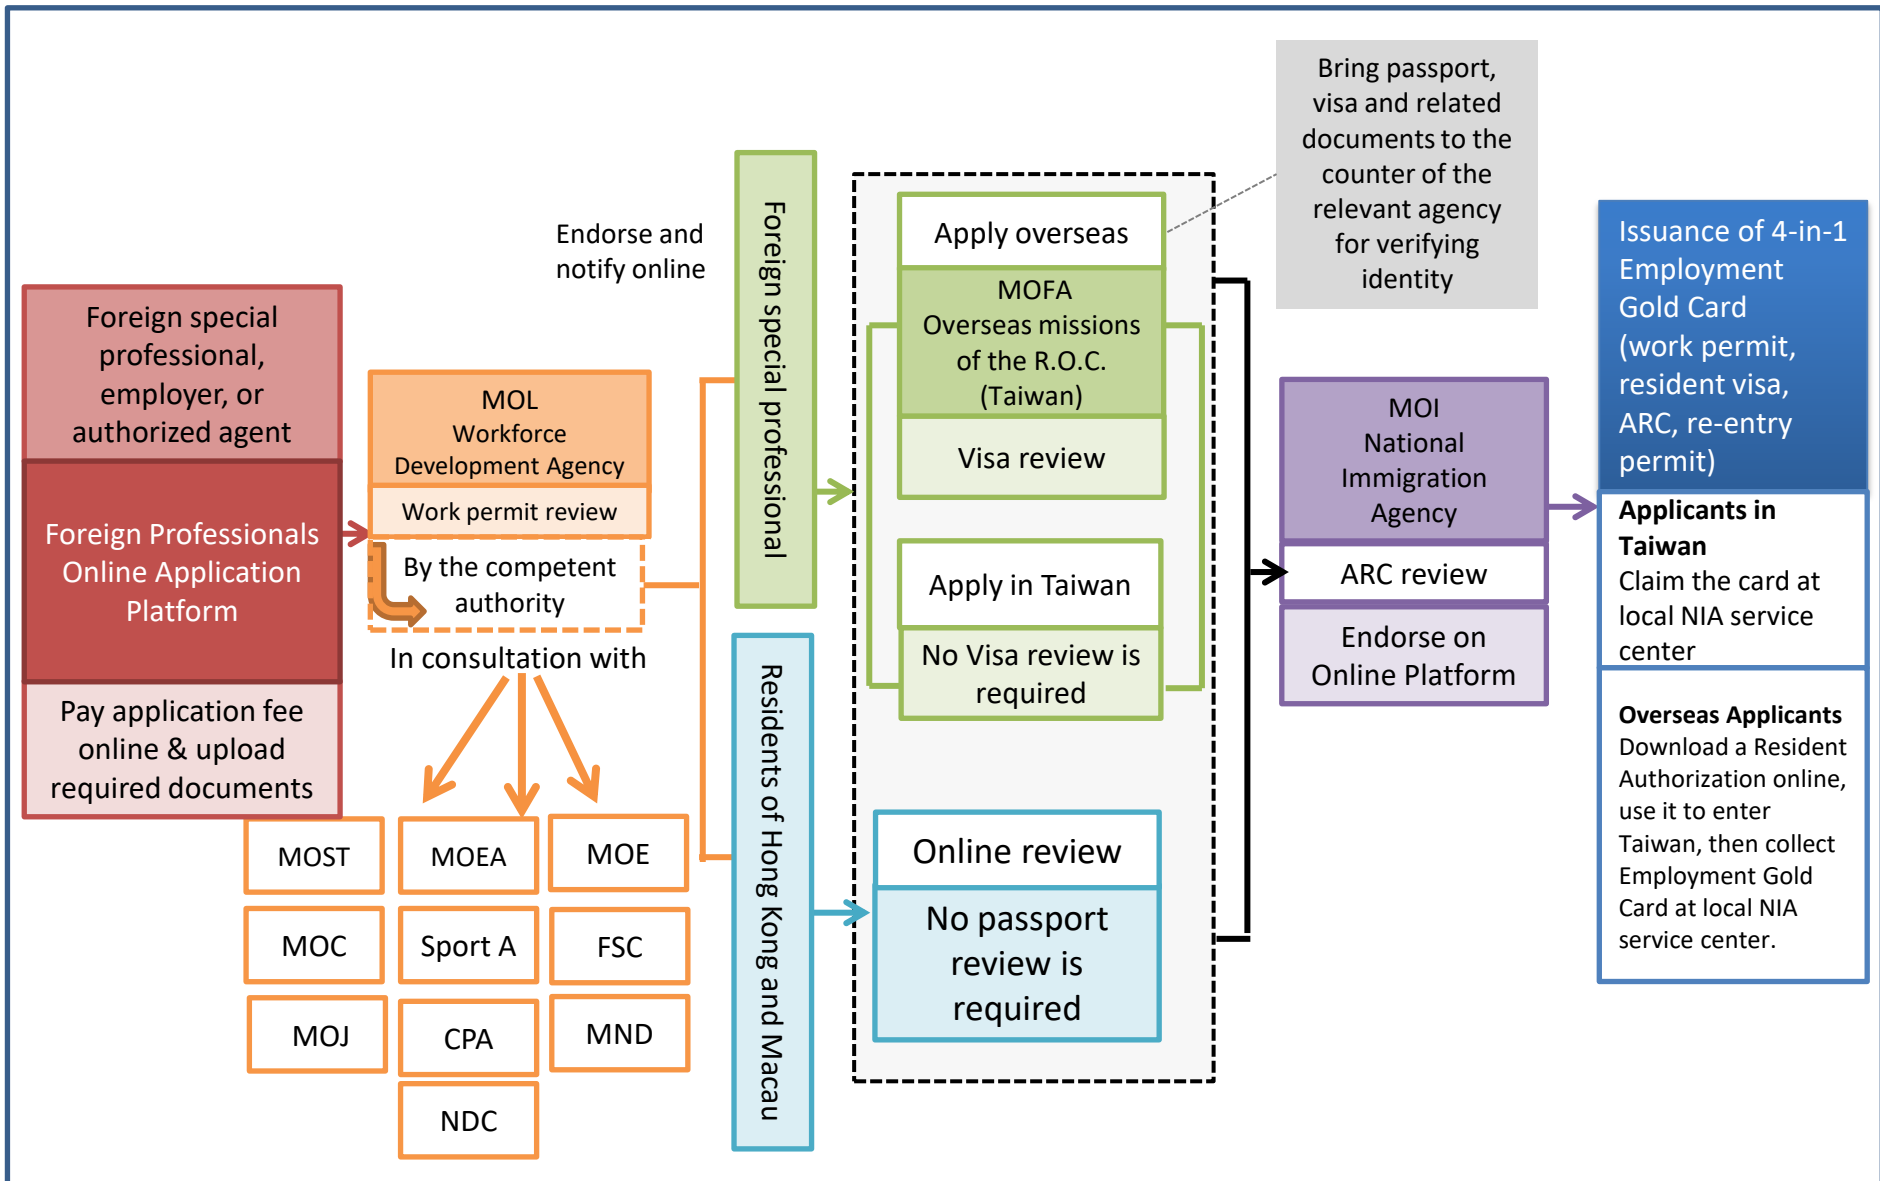 Foreign special
professional,
employer, or
authorized agent
Foreign Professionals
Online Application
Platform
Pay application fee
online & upload
required documents
MOL
Workforce
Development Agency
Work permit review
By the competent
authority
In consultation with
MOST
MOEA
MOE
MOC
Sport A
FSC
MOJ
CPA
MND
NDC
Endorse and
notify online
Foreign special professional
Residents of Hong Kong and Macau
Apply overseas
MOFA
Overseas missions
of the R.O.C.
(Taiwan)
Visa review
Apply in Taiwan
No Visa review is
required
Online review
No passport
review is
required
Bring passport,
visa and related
documents to the
counter of the
relevant agency
for verifying
identity
MOI
National
Immigration
Agency
ARC review
Endorse on
Online Platform
Issuance of 4-in-1
Employment
Gold Card
(work permit,
resident visa,
ARC, re-entry
permit)
Applicants in
Taiwan
Claim the card at
local NIA service
center
Overseas Applicants
Download a Resident
Authorization online,
use it to enter
Taiwan, then collect
Employment Gold
Card at local NIA
service center.